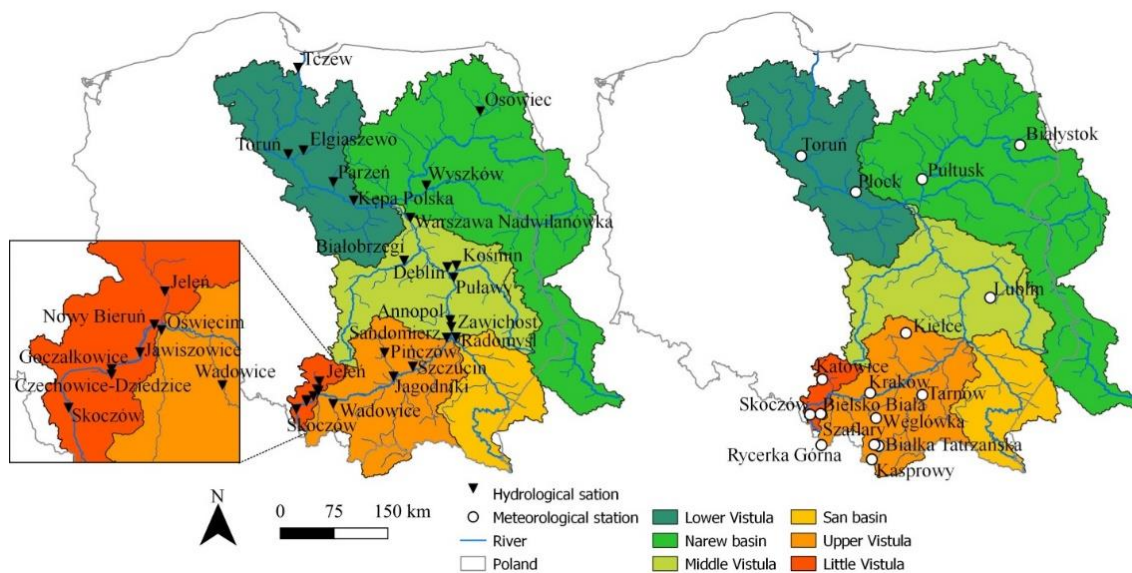 Tczew
Osowiec
Elgiaszewo
Toruń
Parzeń
Wyszków
Kępa Polska
Warszawa Nadwilanówka
Białobrzegi
Kośmin
Dęblin
Puławy
Annopol
Zawichost
Sandomierz
Radomyśl
Pińczów
Szczucin
Jeleń
Jagodniki
Wadowice
Skoczów
Jeleń
Nowy Bieruń
Oświęcim
Jawiszowice
Goczałkowice
Wadowice
Czechowice-Dziedzice
Skoczów
Białystok
Toruń
Pułtusk
Płock
Lublin
Kielce
Katowice
Kraków
Tarnów
Skoczów
Bielsko Biała
Węglówka
Szaflary
Białka Tatrzańska
Rycerka Górna
Kasprowy
N
0 75 150 km
Hydrological sation
Meteorological station
River
Poland
Lower Vistula
Narew basin
Middle Vistula
San basin
Upper Vistula
Little Vistula